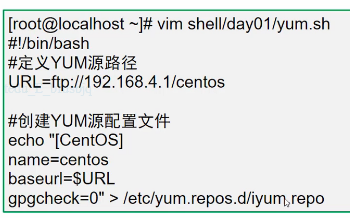 [root@localhost ~]# vim shell/day01/yum.sh
#!/bin/bash
#定义YUM源路径
URL=ftp://192.168.4.1/centos
#创建YUM源配置文件
echo "[CentOS]
name=centos
baseurl=$URL
gpgcheck=0" > /etc/yum.repos.d/iyum.repo